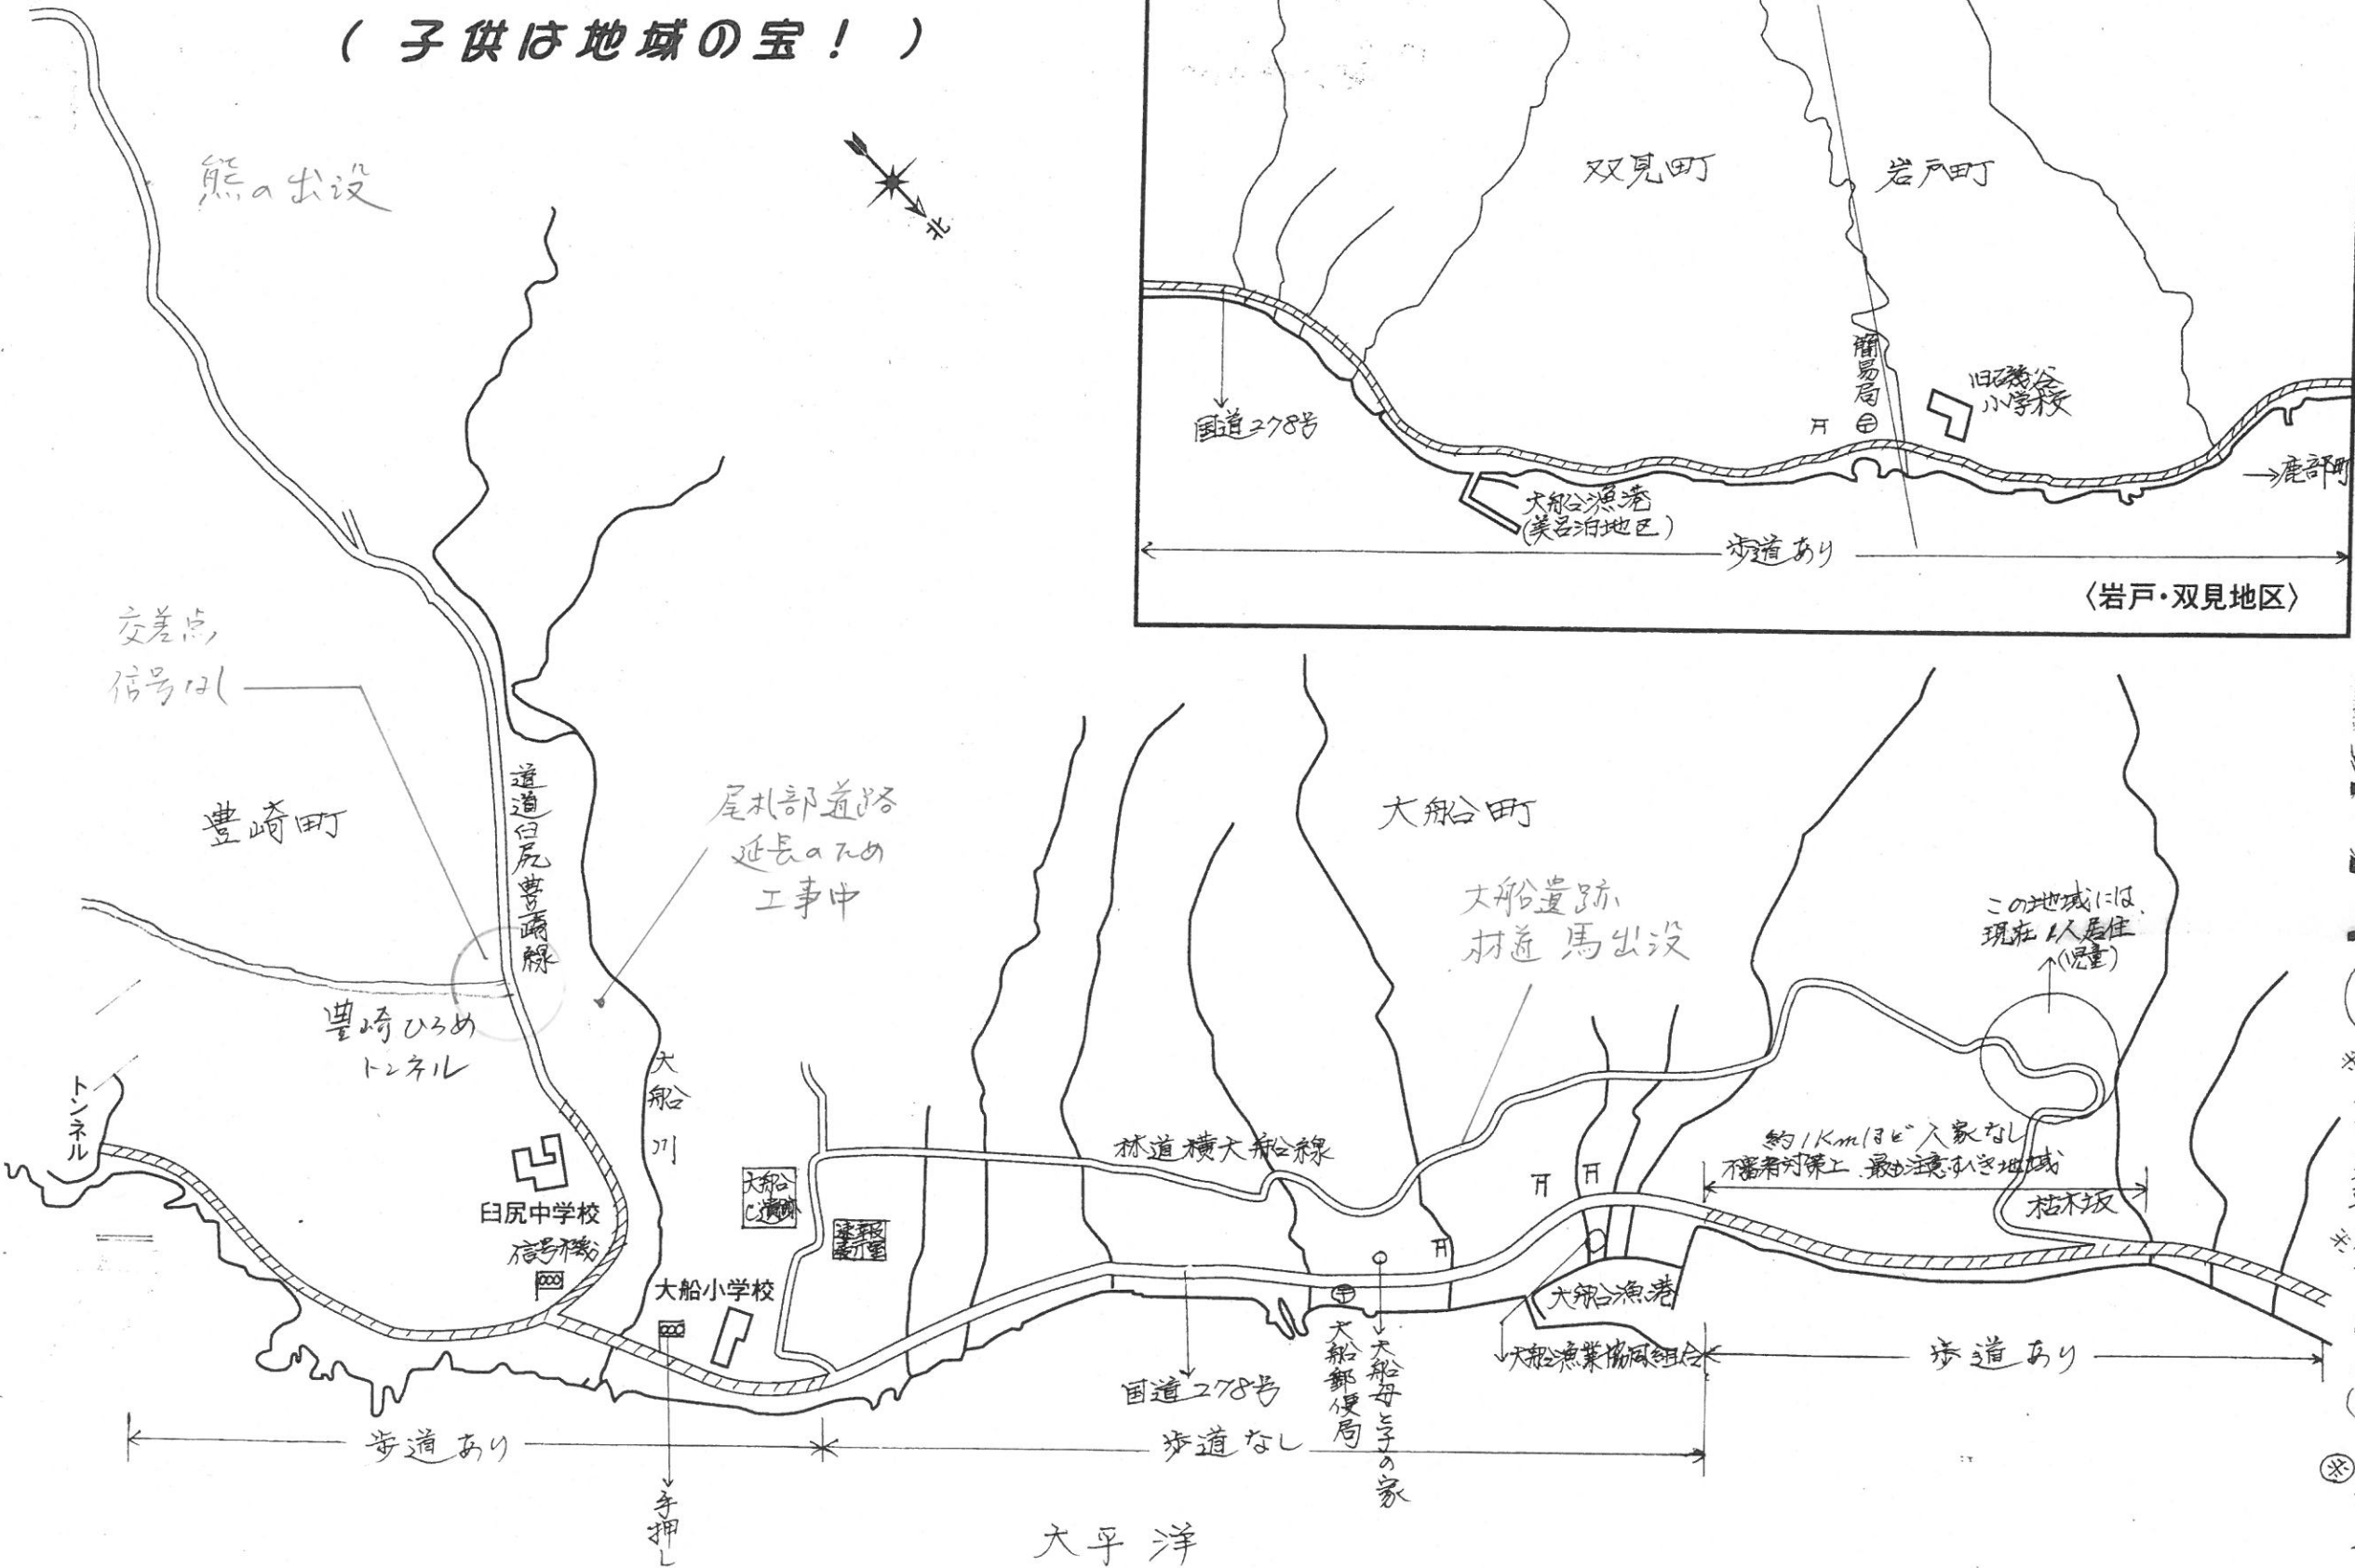 ( 子供は地域の宝! )
熊の出没
北
双見町
岩戸町
簡易局
旧磯谷
小学校
国道278号
大船漁港
(美呂泊地区)
→鹿部町
歩道あり
〈岩戸・双見地区〉
交差点
信号なし
豊崎町
道道臼尻豊崎線
尾札部道路
延長のため
工事中
大船町
大船遺跡
林道 馬出没
この地域には
現在1人居住
(児童)
豊崎ひろめ
トンネル
トンネル
大船川
臼尻中学校
信号機
大船小学校
大船
C遺跡
速報
展示室
林道横大船線
約1Kmほど人家なし
不審者対策上 最も注意すべき地域
枯木坂
大船漁港
大船漁業協同組合
大船郵便局
大船母と子の家
国道278号
歩道あり
歩道あり
歩道なし
手押し
大平洋